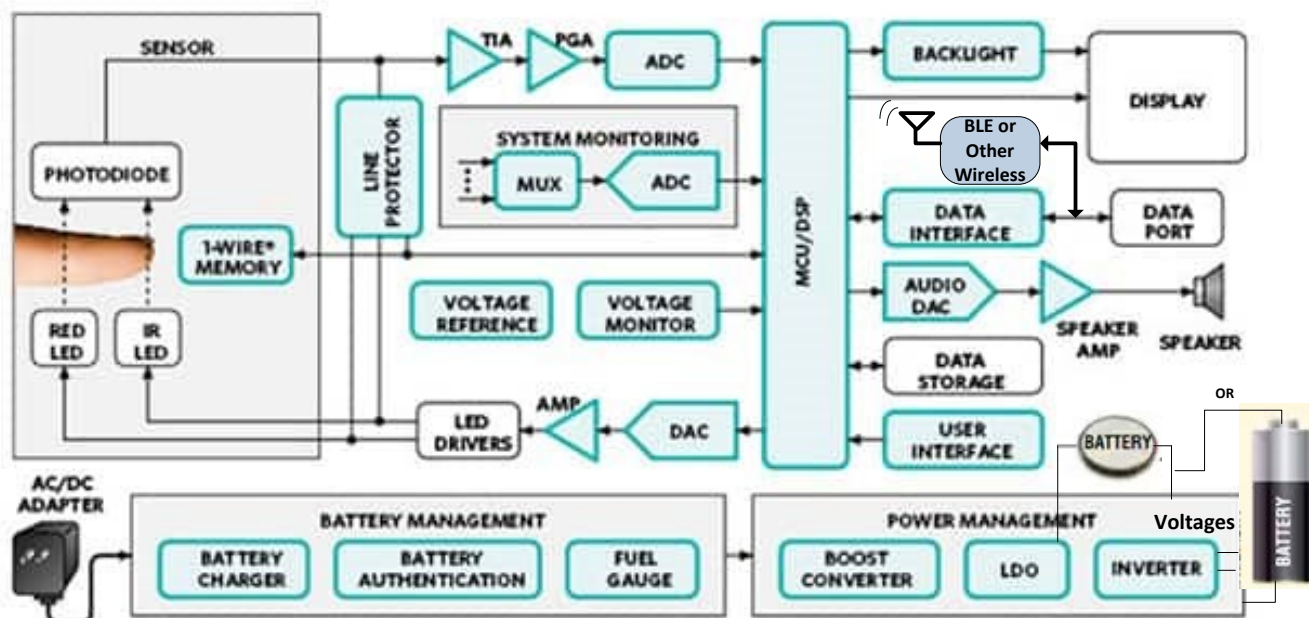 SENSOR
TIA
PGA
ADC
BACKLIGHT
DISPLAY
BLE or
Other
Wireless
SYSTEM MONITORING
MUX
ADC
LINE
PROTECTOR
PHOTODIODE
1-WIRE®
MEMORY
MCU/DSP
DATA
INTERFACE
DATA
PORT
VOLTAGE
REFERENCE
VOLTAGE
MONITOR
AUDIO
DAC
SPEAKER
AMP
SPEAKER
RED
LED
IR
LED
DATA
STORAGE
AMP
LED
DRIVERS
DAC
USER
INTERFACE
BATTERY
OR
BATTERY
AC/DC
ADAPTER
BATTERY MANAGEMENT
BATTERY
CHARGER
BATTERY
AUTHENTICATION
FUEL
GAUGE
POWER MANAGEMENT
Voltages
BOOST
CONVERTER
LDO
INVERTER